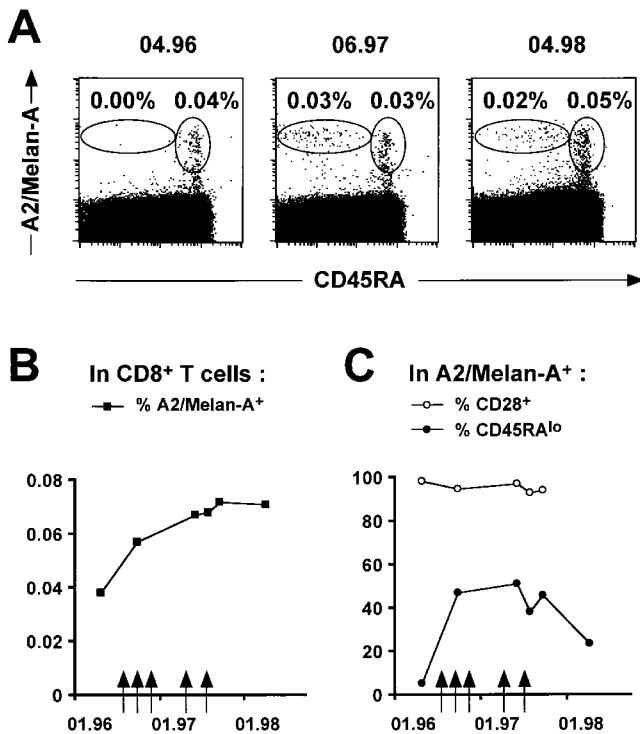 A
04.96 06.97 04.98
0.00% 0.04% 0.03% 0.03% 0.02% 0.05%
A2/Melan-A
CD45RA
B In CD8⁺ T cells :
% A2/Melan-A⁺
0.08
0.06
0.04
0.02
0
01.96 01.97 01.98
C In A2/Melan-A⁺ :
% CD28⁺
% CD45RAˡᵒ
100
80
60
40
20
0
01.96 01.97 01.98